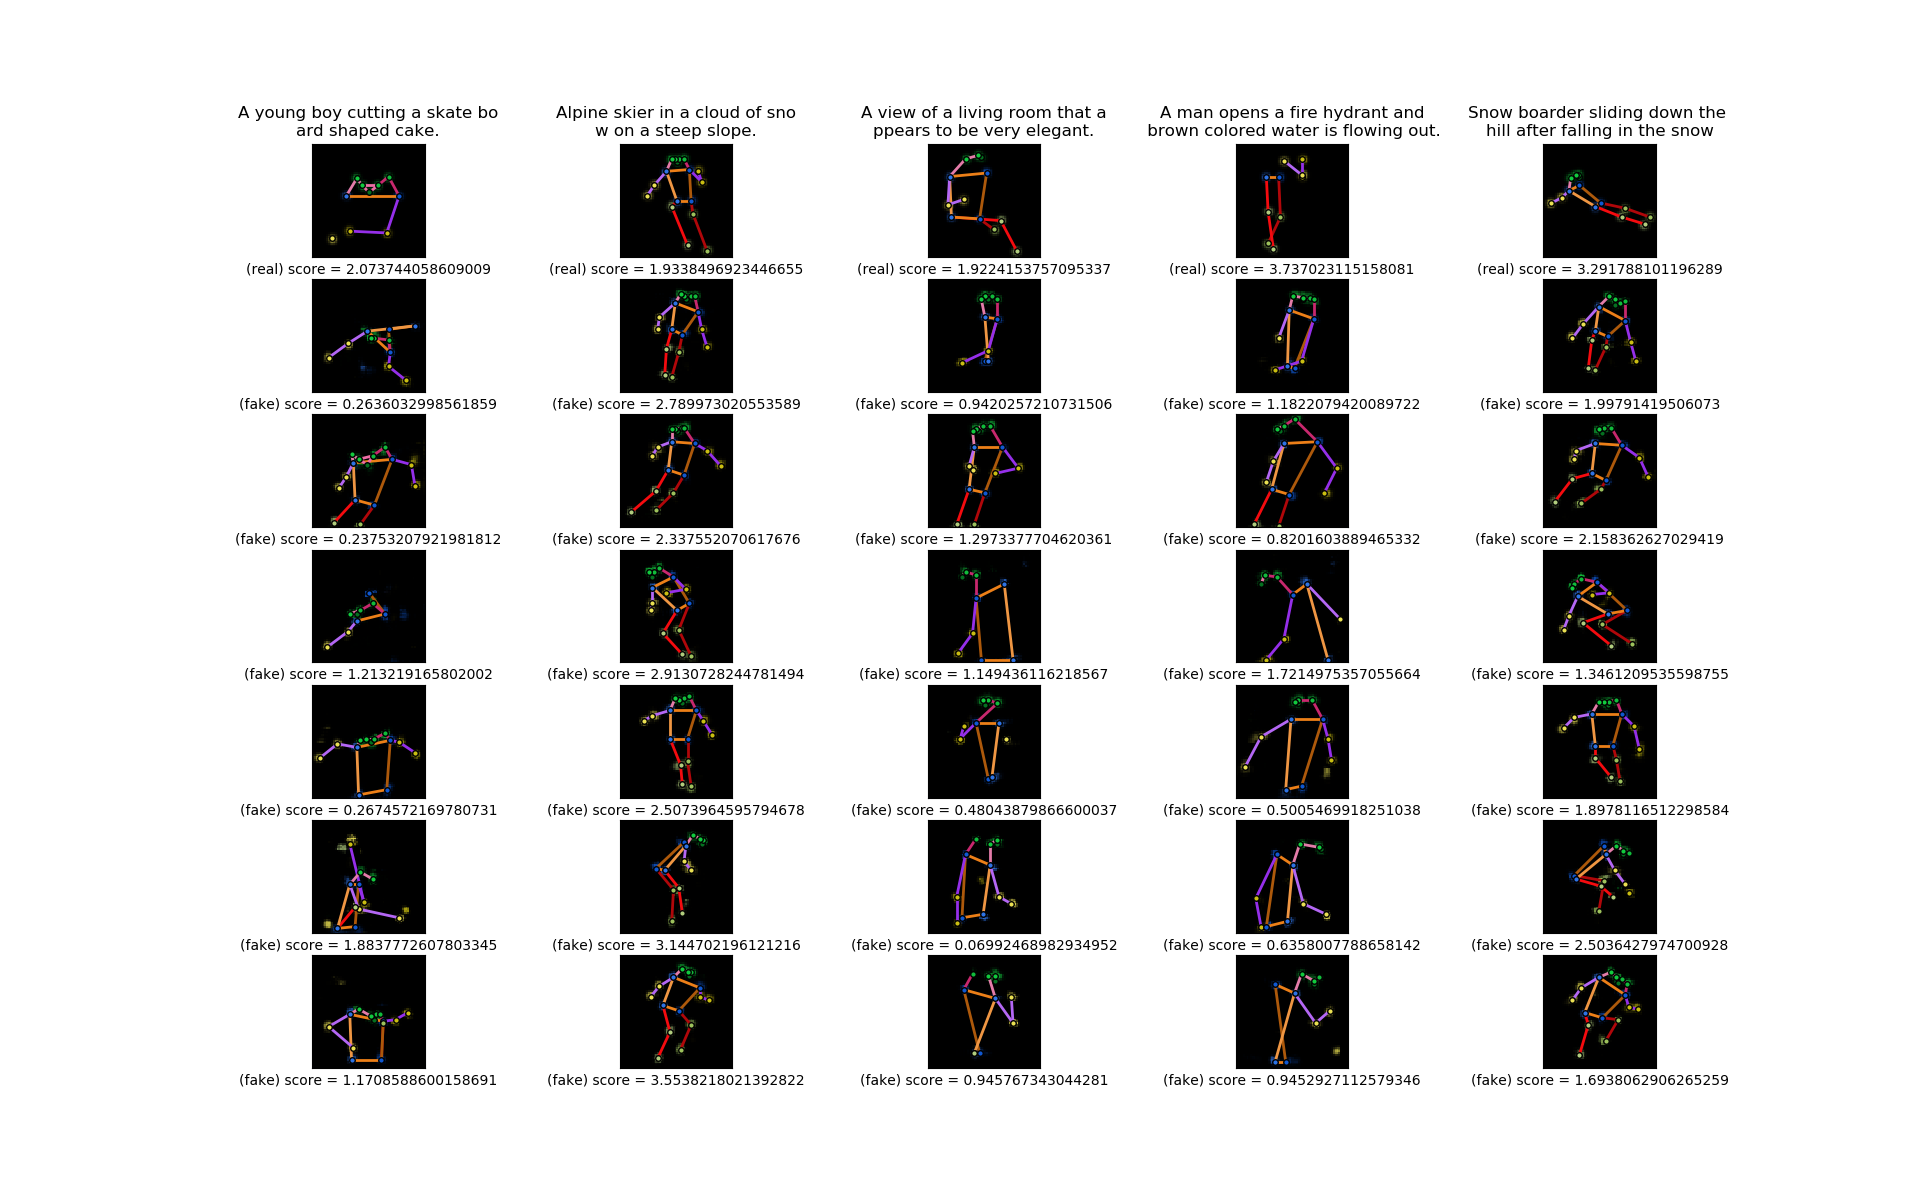 A young boy cutting a skate bo
ard shaped cake.
Alpine skier in a cloud of sno
w on a steep slope.
A view of a living room that a
ppears to be very elegant.
A man opens a fire hydrant and
brown colored water is flowing out.
Snow boarder sliding down the
hill after falling in the snow
(real) score = 2.073744058609009
(real) score = 1.9338496923446655
(real) score = 1.9224153757095337
(real) score = 3.737023115158081
(real) score = 3.291788101196289
(fake) score = 0.2636032998561859
(fake) score = 2.789973020553589
(fake) score = 0.9420257210731506
(fake) score = 1.1822079420089722
(fake) score = 1.99791419506073
(fake) score = 0.23753207921981812
(fake) score = 2.337552070617676
(fake) score = 1.2973377704620361
(fake) score = 0.8201603889465332
(fake) score = 2.158362627029419
(fake) score = 1.213219165802002
(fake) score = 2.9130728244781494
(fake) score = 1.149436116218567
(fake) score = 1.7214975357055664
(fake) score = 1.3461209535598755
(fake) score = 0.2674572169780731
(fake) score = 2.5073964595794678
(fake) score = 0.48043879866600037
(fake) score = 0.5005469918251038
(fake) score = 1.8978116512298584
(fake) score = 1.8837772607803345
(fake) score = 3.144702196121216
(fake) score = 0.06992468982934952
(fake) score = 0.6358007788658142
(fake) score = 2.5036427974700928
(fake) score = 1.1708588600158691
(fake) score = 3.5538218021392822
(fake) score = 0.945767343044281
(fake) score = 0.9452927112579346
(fake) score = 1.6938062906265259